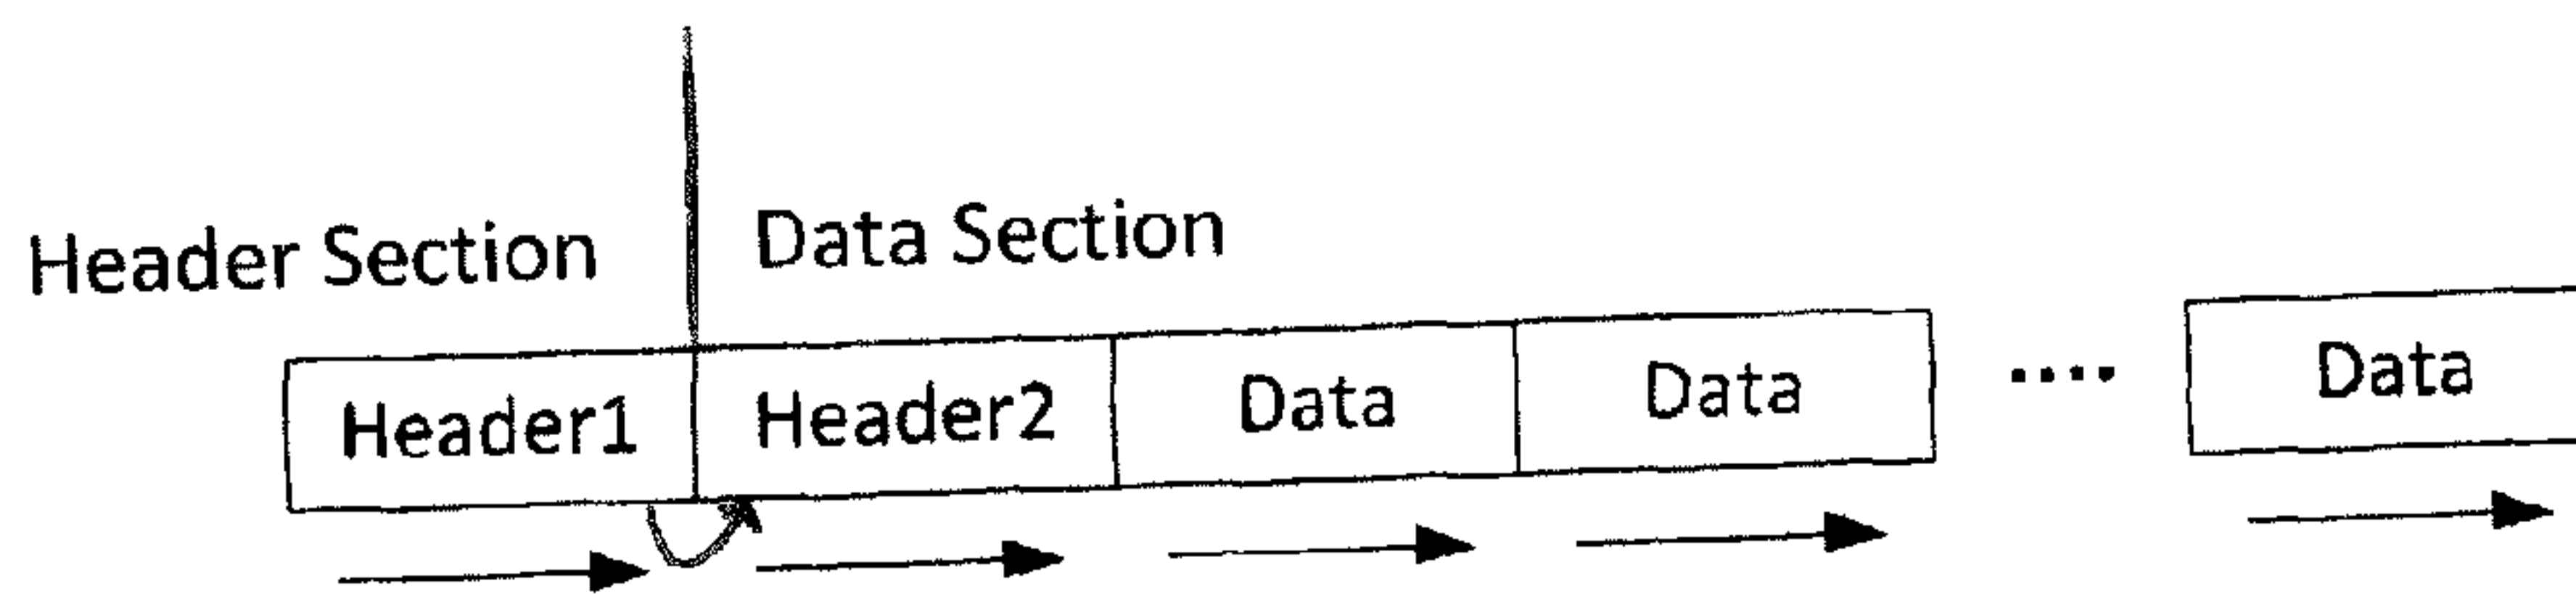 Header Section
Data Section
Header1 Header2 Data Data .... Data